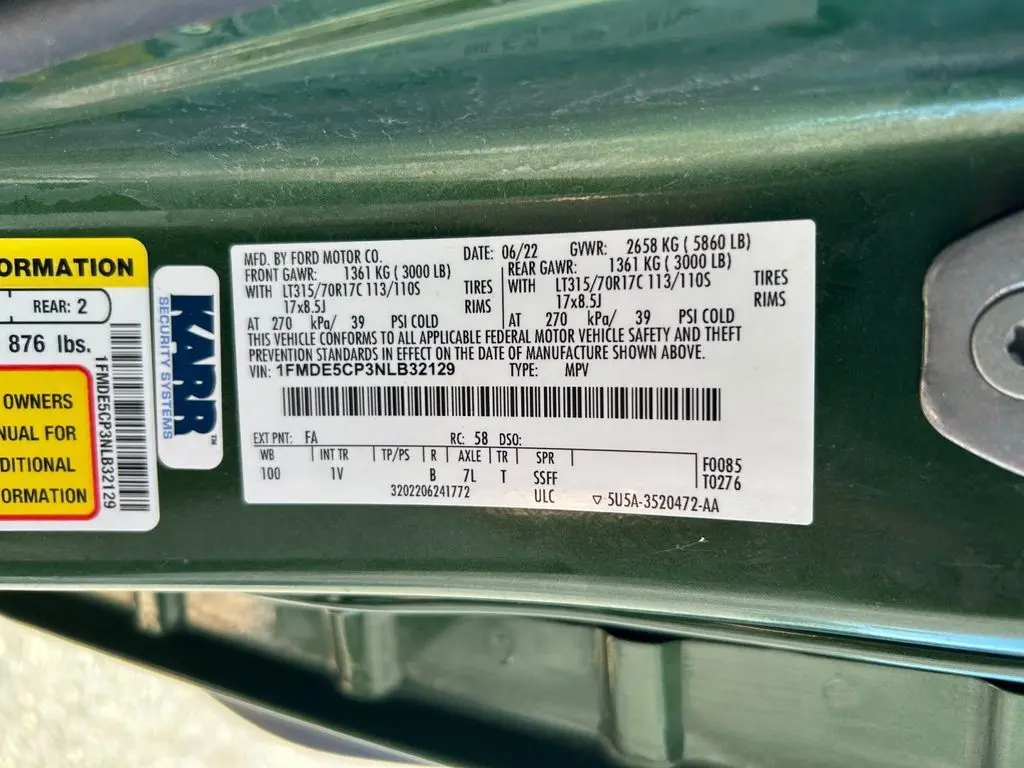 ORMATION
REAR: 2
876 lbs.
OWNERS
NUAL FOR
DITIONAL
ORMATION
1FMDE5CP3NLB32129
KARR™
SECURITY SYSTEMS
MFG. BY FORD MOTOR CO. DATE: 06/22 GVWR: 2658 KG ( 5860 LB)
FRONT GAWR: 1361 KG ( 3000 LB) REAR GAWR: 1361 KG ( 3000 LB)
WITH LT315/70R17C 113/110S TIRES WITH LT315/70R17C 113/110S TIRES
17x8.5J RIMS 17x8.5J RIMS
AT 270 kPa/ 39 PSI COLD AT 270 kPa/ 39 PSI COLD
THIS VEHICLE CONFORMS TO ALL APPLICABLE FEDERAL MOTOR VEHICLE SAFETY AND THEFT
PREVENTION STANDARDS IN EFFECT ON THE DATE OF MANUFACTURE SHOWN ABOVE.
VIN: 1FMDE5CP3NLB32129 TYPE: MPV
EXT PNT: FA RC: 58 DSO:
WB INT TR TP/PS R AXLE TR SPR F0085
100 1V B 7L T SSFF T0276
3202206241772 ULC ▽ 5U5A-3520472-AA